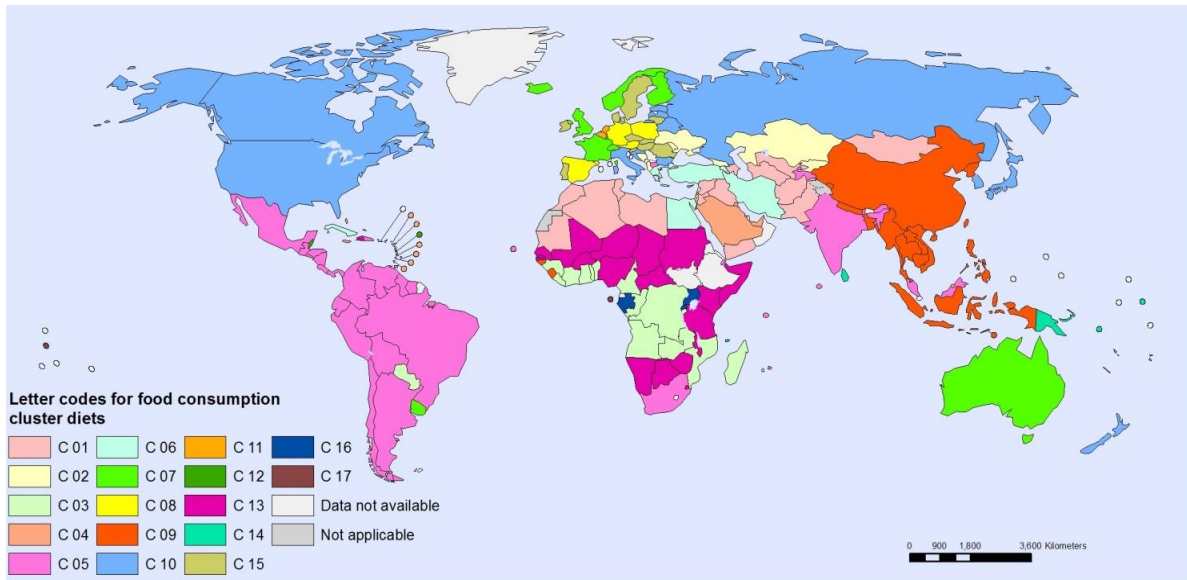 Letter codes for food consumption
cluster diets
C 01 C 06 C 11 C 16
C 02 C 07 C 12 C 17
C 03 C 08 C 13 Data not available
C 04 C 09 C 14 Not applicable
C 05 C 10 C 15
0 900 1,800 3,600 Kilometers